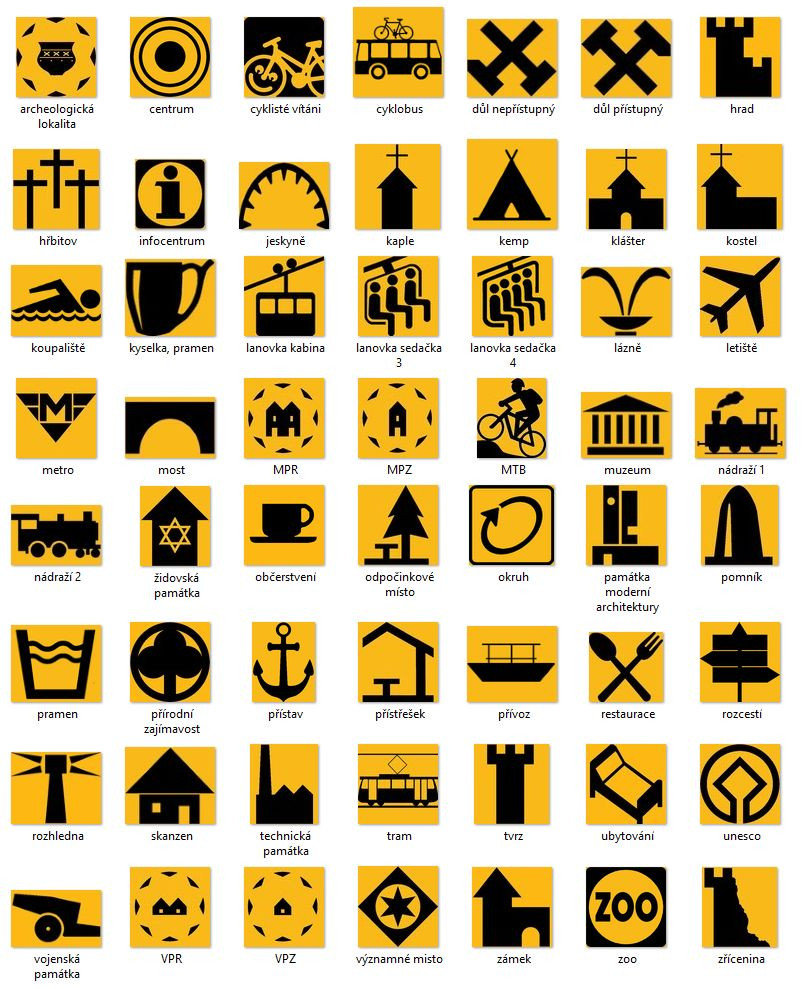 archeologická
lokalita
centrum
cyklisté vítáni
cyklobus
důl nepřístupný
důl přístupný
hrad
hřbitov
infocentrum
jeskyně
kaple
kemp
klášter
kostel
koupaliště
kyselka, pramen
lanovka kabina
lanovka sedačka
3
lanovka sedačka
4
lázně
letiště
M
metro
most
MPR
MPZ
MTB
muzeum
nádraží 1
nádraží 2
židovská
památka
občerstvení
odpočinkové
místo
okruh
památka
moderní
architektury
pomník
pramen
přírodní
zajímavost
přístav
přístřešek
přívoz
restaurace
rozcestí
rozhledna
skanzen
technická
památka
tram
tvrz
ubytování
unesco
vojenská
památka
VPR
VPZ
významné misto
zámek
ZOO
zoo
zřícenina